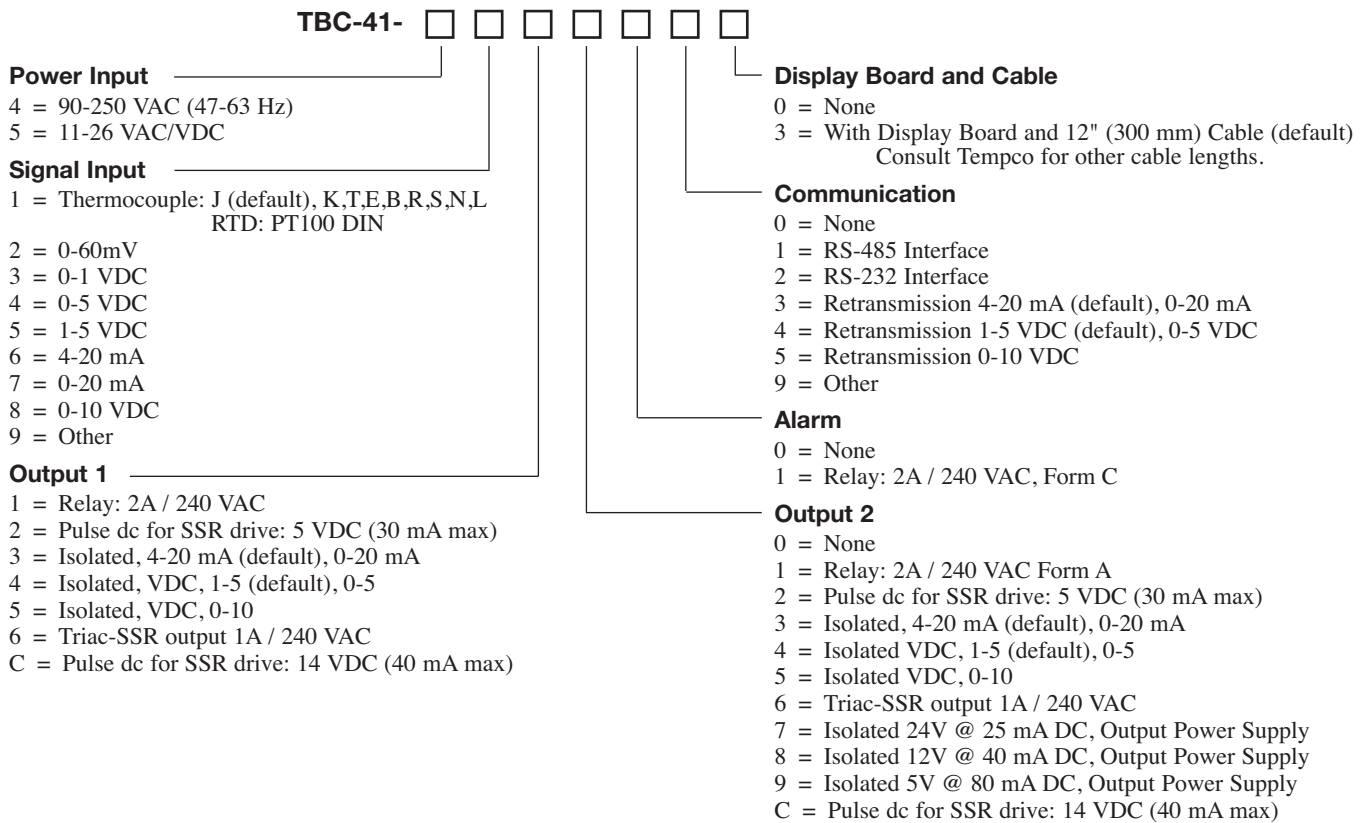 TBC-41-
Power Input
4 = 90-250 VAC (47-63 Hz)
5 = 11-26 VAC/VDC
Signal Input
1 = Thermocouple: J (default), K,T,E,B,R,S,N,L
RTD: PT100 DIN
2 = 0-60mV
3 = 0-1 VDC
4 = 0-5 VDC
5 = 1-5 VDC
6 = 4-20 mA
7 = 0-20 mA
8 = 0-10 VDC
9 = Other
Output 1
1 = Relay: 2A / 240 VAC
2 = Pulse dc for SSR drive: 5 VDC (30 mA max)
3 = Isolated, 4-20 mA (default), 0-20 mA
4 = Isolated, VDC, 1-5 (default), 0-5
5 = Isolated, VDC, 0-10
6 = Triac-SSR output 1A / 240 VAC
C = Pulse dc for SSR drive: 14 VDC (40 mA max)
Display Board and Cable
0 = None
3 = With Display Board and 12" (300 mm) Cable (default)
Consult Tempco for other cable lengths.
Communication
0 = None
1 = RS-485 Interface
2 = RS-232 Interface
3 = Retransmission 4-20 mA (default), 0-20 mA
4 = Retransmission 1-5 VDC (default), 0-5 VDC
5 = Retransmission 0-10 VDC
9 = Other
Alarm
0 = None
1 = Relay: 2A / 240 VAC, Form C
Output 2
0 = None
1 = Relay: 2A / 240 VAC Form A
2 = Pulse dc for SSR drive: 5 VDC (30 mA max)
3 = Isolated, 4-20 mA (default), 0-20 mA
4 = Isolated VDC, 1-5 (default), 0-5
5 = Isolated VDC, 0-10
6 = Triac-SSR output 1A / 240 VAC
7 = Isolated 24V @ 25 mA DC, Output Power Supply
8 = Isolated 12V @ 40 mA DC, Output Power Supply
9 = Isolated 5V @ 80 mA DC, Output Power Supply
C = Pulse dc for SSR drive: 14 VDC (40 mA max)